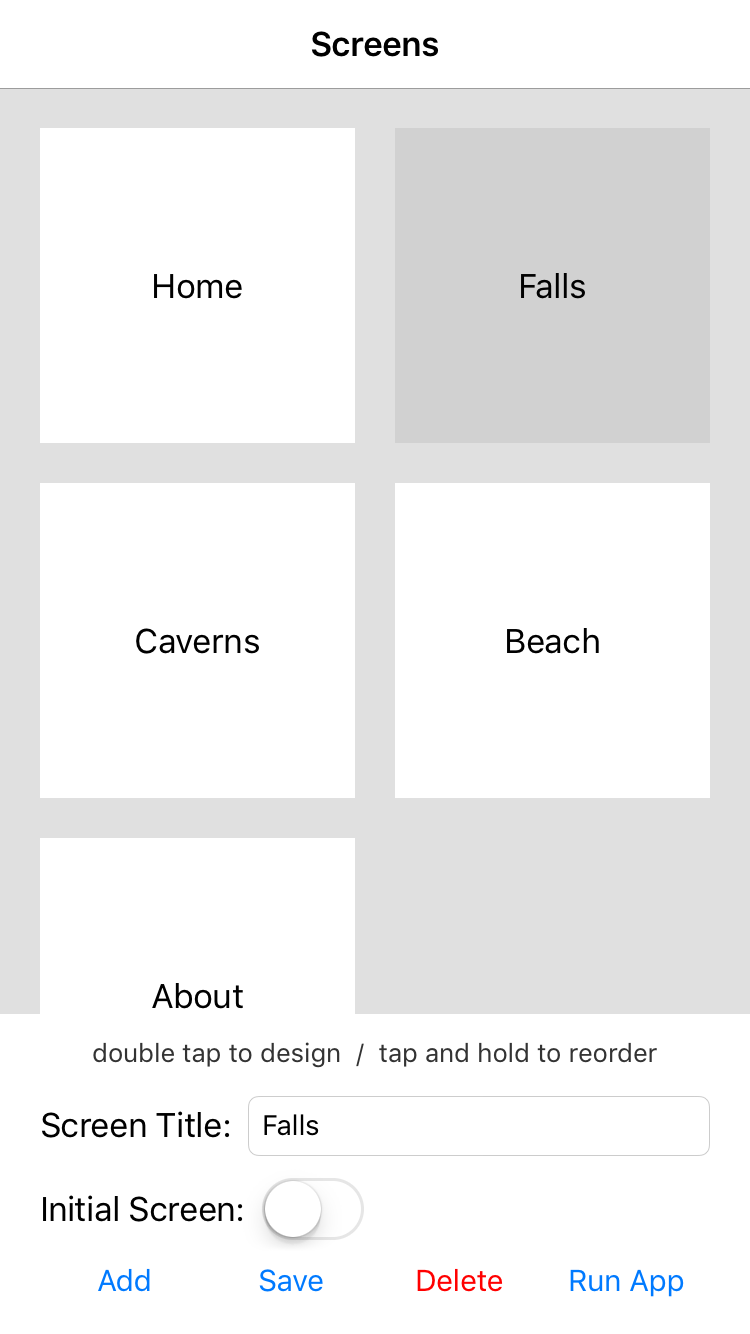 Screens
Home
Falls
Caverns
Beach
About
double tap to design / tap and hold to reorder
Screen Title: Falls
Initial Screen:
Add Save Delete Run App